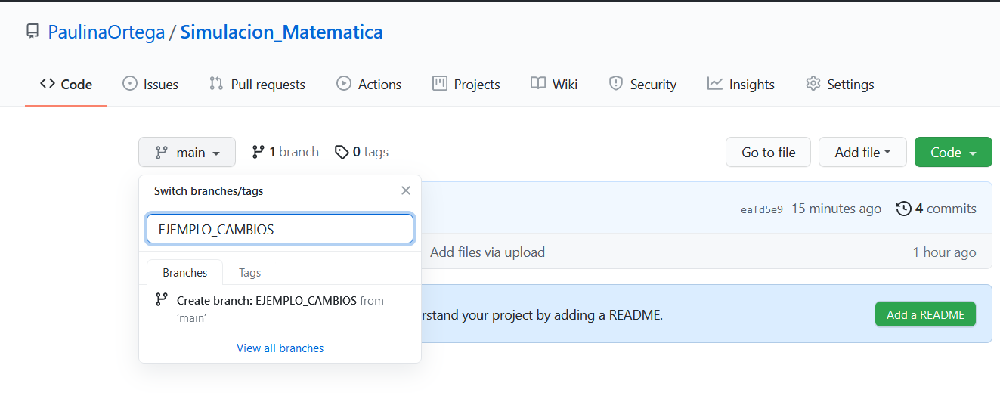 PaulinaOrtega / Simulacion_Matematica
Code Issues Pull requests Actions Projects Wiki Security Insights Settings
main 1 branch 0 tags Go to file Add file Code
Switch branches/tags
eafd5e9 15 minutes ago 4 commits
EJEMPLO_CAMBIOS
Add files via upload 1 hour ago
Branches Tags
Create branch: EJEMPLO_CAMBIOS from
'main'
rstand your project by adding a README. Add a README
View all branches